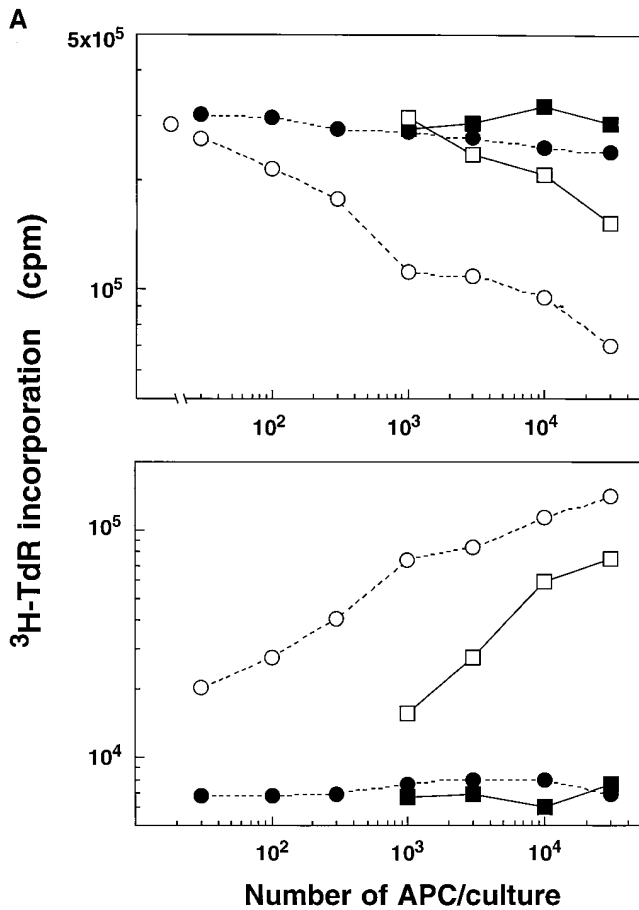 A
5x10⁵
10⁵
10² 10³ 10⁴
³H-TdR incorporation (cpm)
10⁵
10⁴
10² 10³ 10⁴
Number of APC/culture